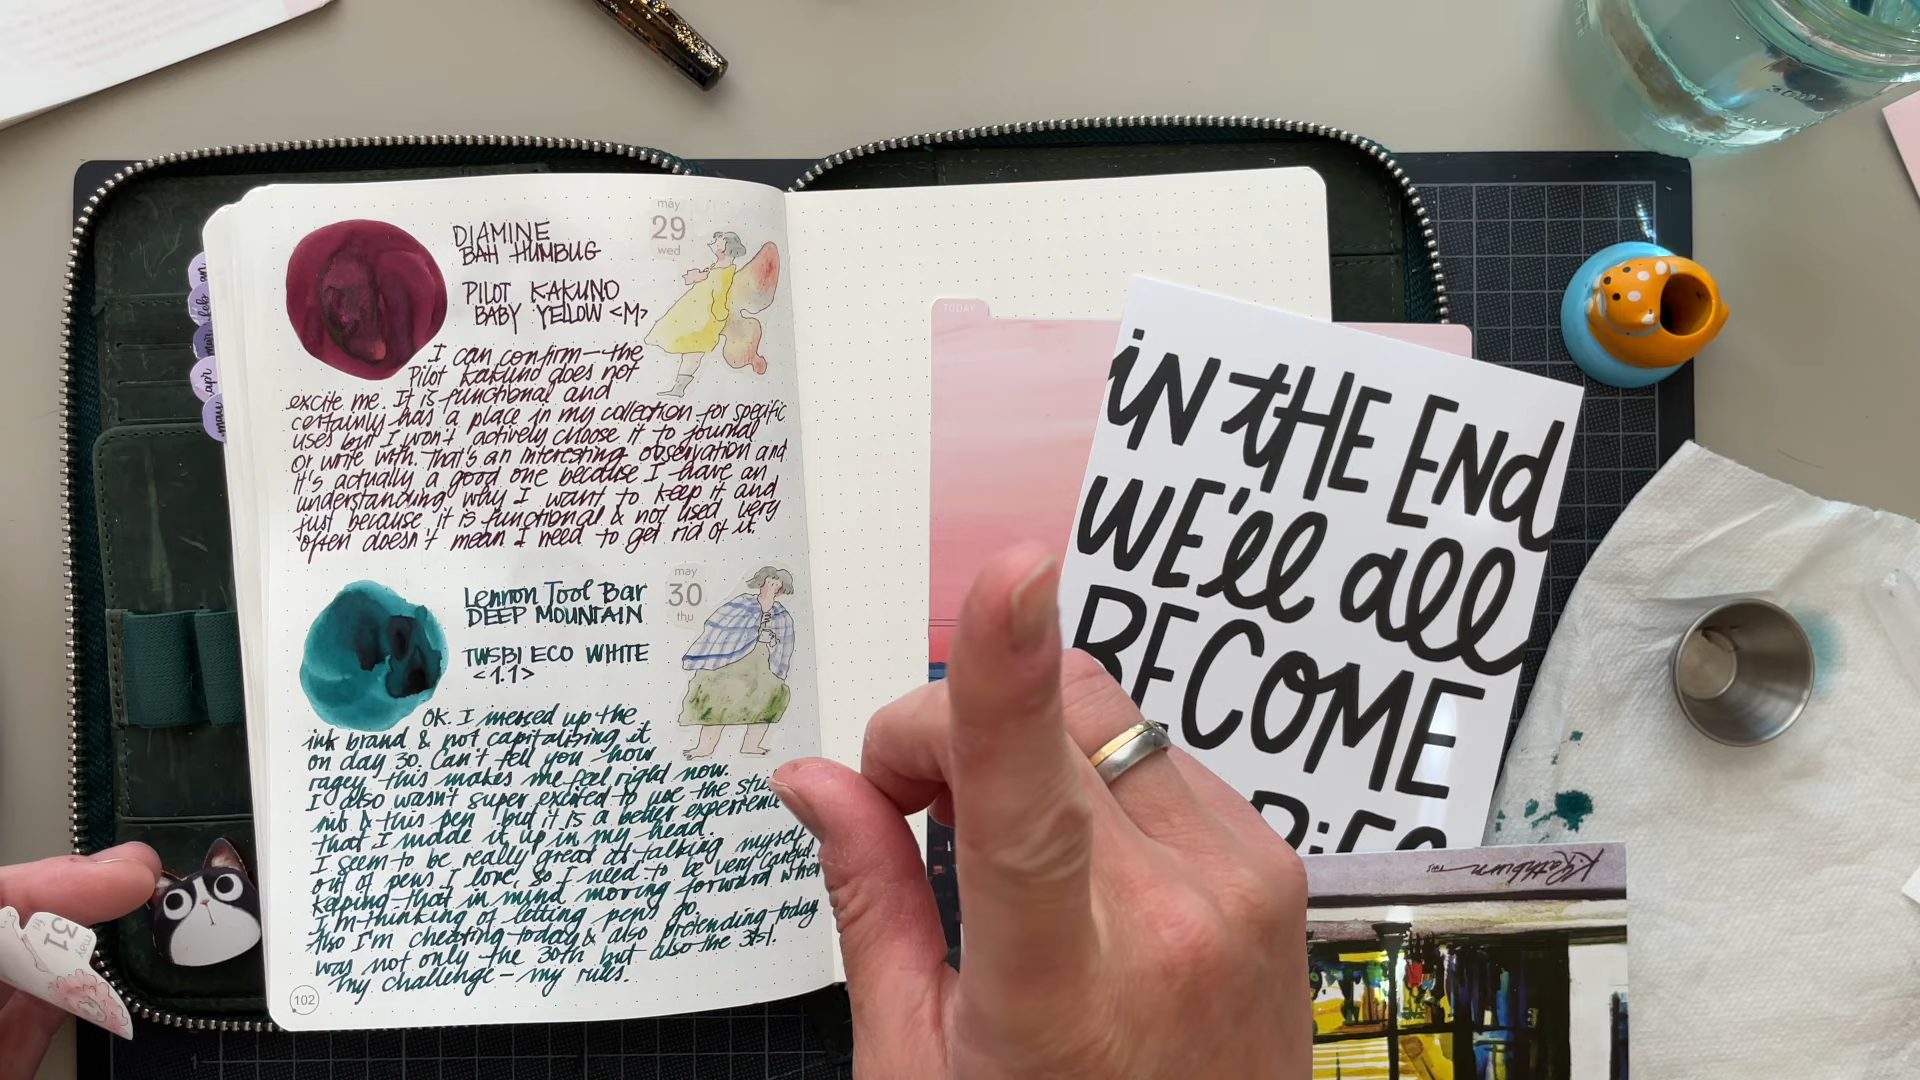 may
29
wed
DIAMINE
BAH HUMBUG
PILOT KAKUNO
BABY YELLOW <M>
I can confirm—the
Pilot Kakuno does not
excite me. It is functional and
certainly has a place in my collection for specific
uses but I won't actively choose it to journal
or write with. That's an interesting observation and
it's actually a good one because I have an
understanding why I want to keep it and
just because it is functional & not used very
often doesn't mean I need to get rid of it.
may
30
thu
Lennon Tool Bar
DEEP MOUNTAIN
TWSBI ECO WHITE
<1.1>
OK. I messed up the
ink brand & not capitalising it
on day 30. Can't tell you how
ragey this makes me feel right now.
I also wasn't super excited to use the
nib & this pen but it is a better experience
that I made it up in my head.
I seem to be really great at talking myself
out of pens I love, so I need to be very careful
keeping that in mind moving forward when
I'm thinking of letting pens go.
Also I'm cheating today & also pretending today
was not only the 30th but also the 31st.
My challenge – my rules.
102
an
feb
mar
apr
may
31
TODAY
iN tHE ENd
WE'll all
BECOME
K. Rathburn